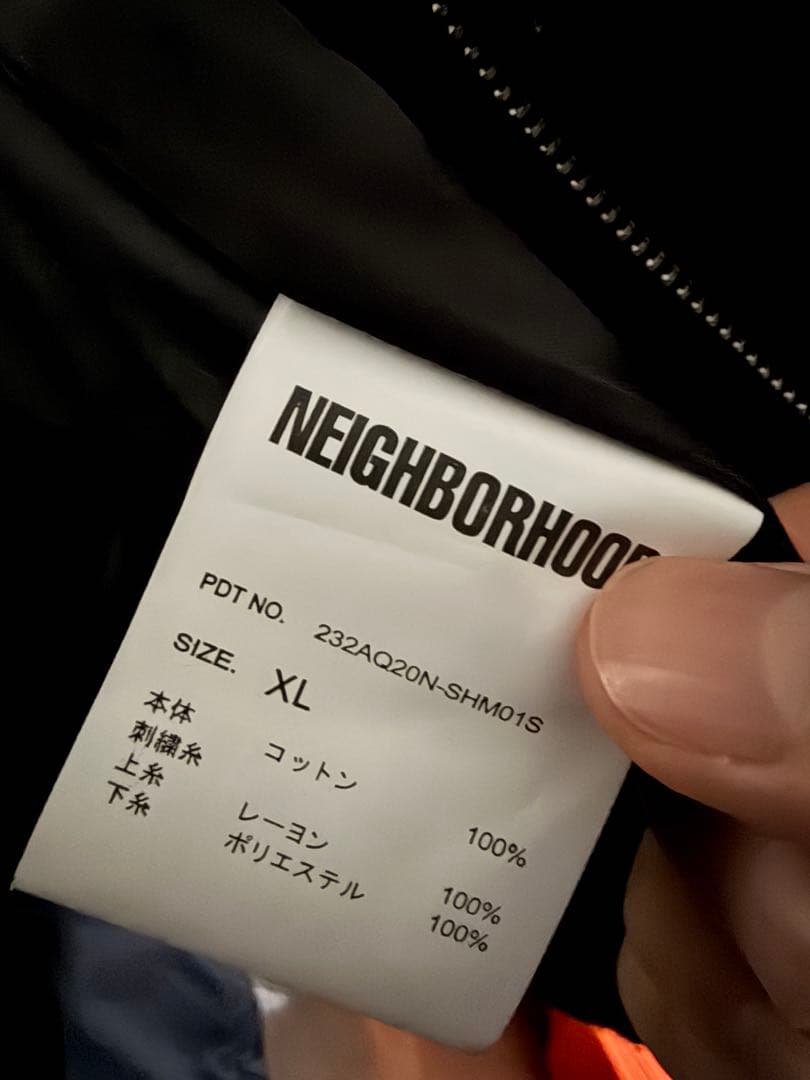 NEIGHBORHOOD
PDT NO. 232AQ20N-SHM01S
SIZE. XL
本体 コットン 100%
刺繍糸
上糸 レーヨン 100%
下糸 ポリエステル 100%